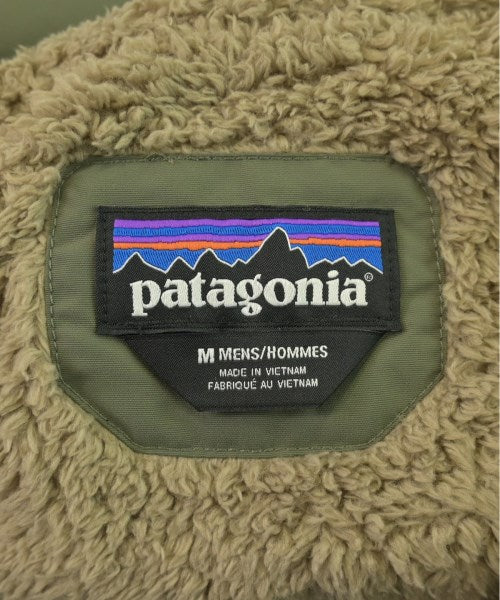 patagonia®
M MENS/HOMMES
MADE IN VIETNAM
FABRIQUÉ AU VIETNAM